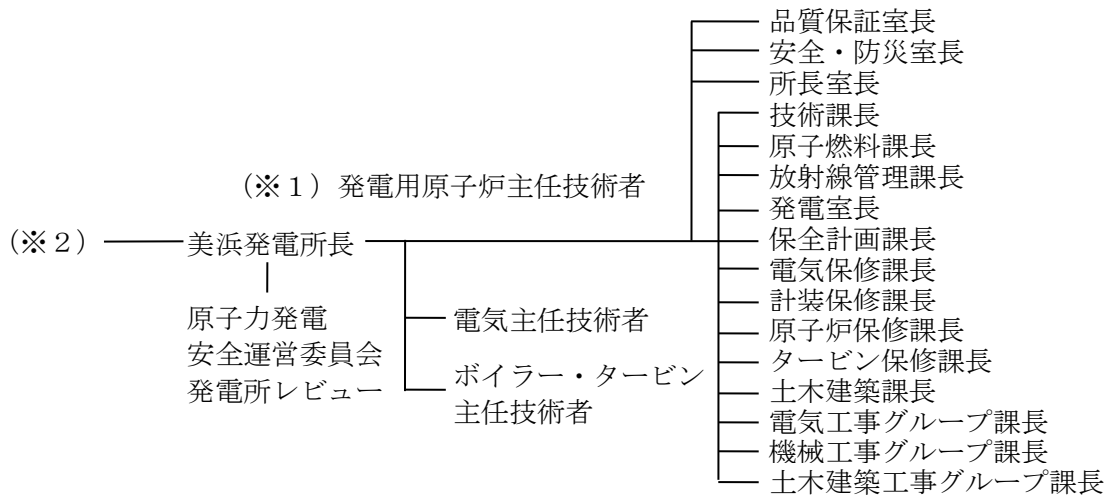 品質保証室長
安全・防災室長
所長室長
技術課長
原子燃料課長
放射線管理課長
(※1)発電用原子炉主任技術者
発電室長
(※2)
美浜発電所長
保全計画課長
電気保修課長
計装保修課長
原子力発電
安全運営委員会
発電所レビュー
電気主任技術者
ボイラー・タービン
主任技術者
原子炉保修課長
タービン保修課長
土木建築課長
電気工事グループ課長
機械工事グループ課長
土木建築工事グループ課長